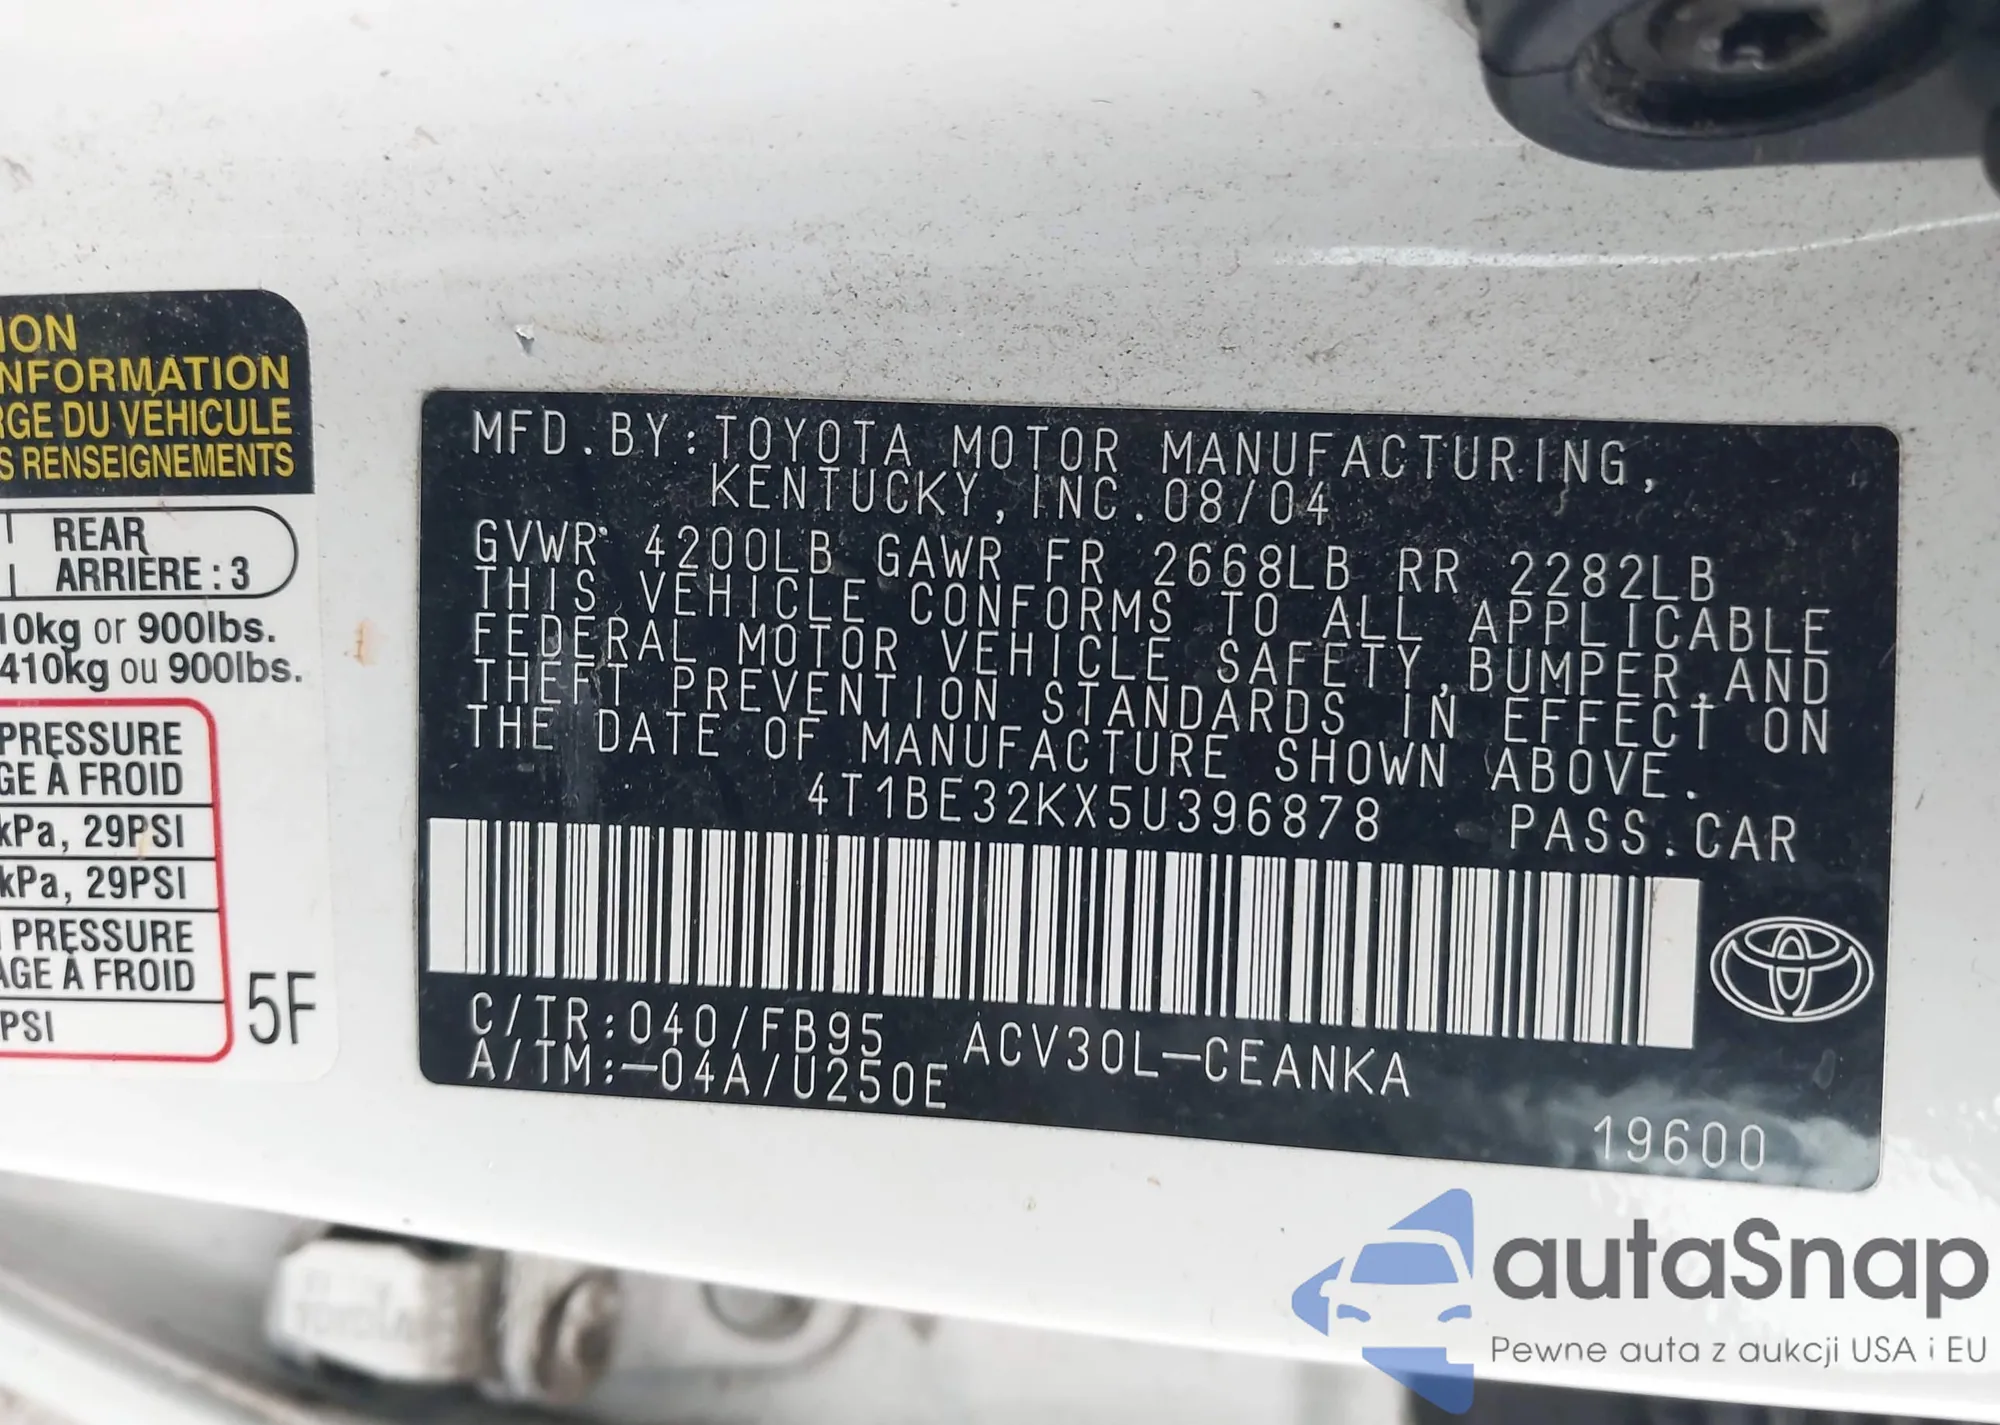 ION
NFORMATION
RGE DU VÉHICULE
S RENSEIGNEMENTS
REAR
ARRIÈRE : 3
10kg or 900lbs.
410kg ou 900lbs.
PRESSURE
GE À FROID
kPa, 29PSI
kPa, 29PSI
PRESSURE
AGE À FROID
PSI
5F
MFD. BY: TOYOTA MOTOR MANUFACTURING,
KENTUCKY, INC. 08/04
GVWR 4200LB GAWR FR 2668LB RR 2282LB
THIS VEHICLE CONFORMS TO ALL APPLICABLE
FEDERAL MOTOR VEHICLE SAFETY, BUMPER, AND
THEFT PREVENTION STANDARDS IN EFFECT ON
THE DATE OF MANUFACTURE SHOWN ABOVE.
4T1BE32KX5U396878 PASS. CAR
C/TR: 040/FB95 ACV30L-CEANKA
A/TM: -04A/U250E
19600
autaSnap
Pewne auta z aukcji USA i EU